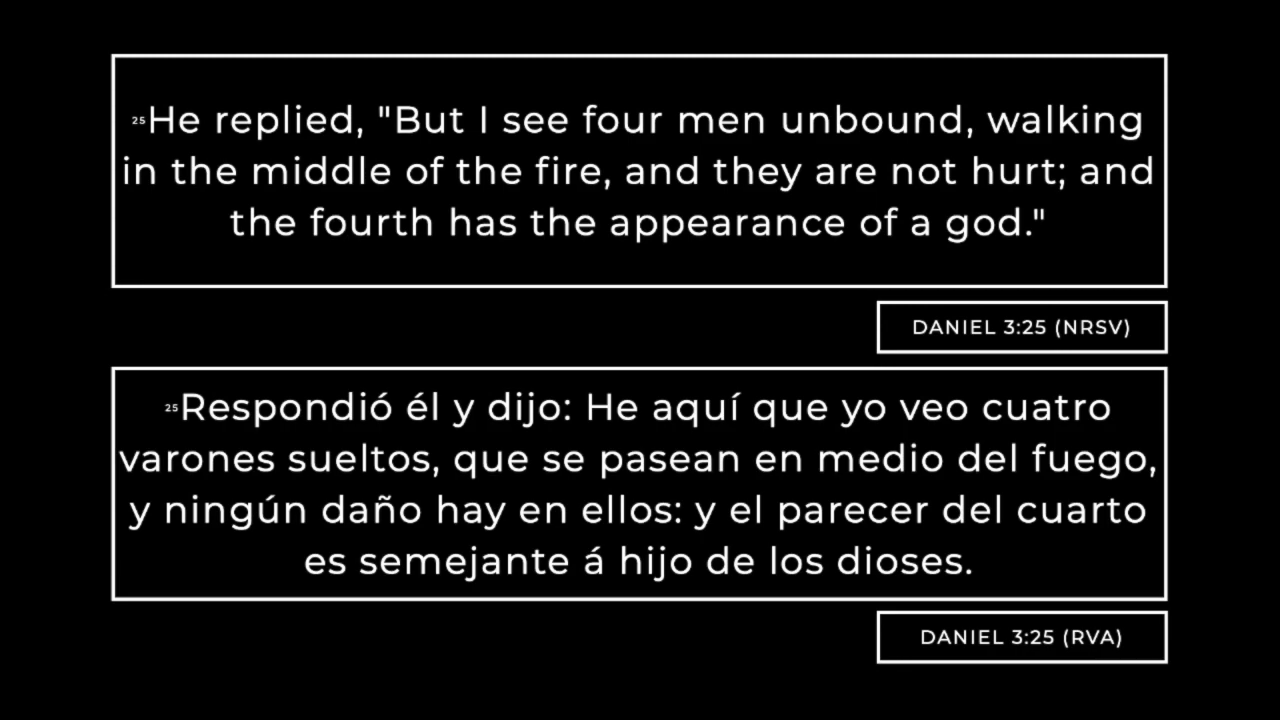 25He replied, "But I see four men unbound, walking
in the middle of the fire, and they are not hurt; and
the fourth has the appearance of a god."
DANIEL 3:25 (NRSV)
25Respondió él y dijo: He aquí que yo veo cuatro
varones sueltos, que se pasean en medio del fuego,
y ningún daño hay en ellos: y el parecer del cuarto
es semejante á hijo de los dioses.
DANIEL 3:25 (RVA)